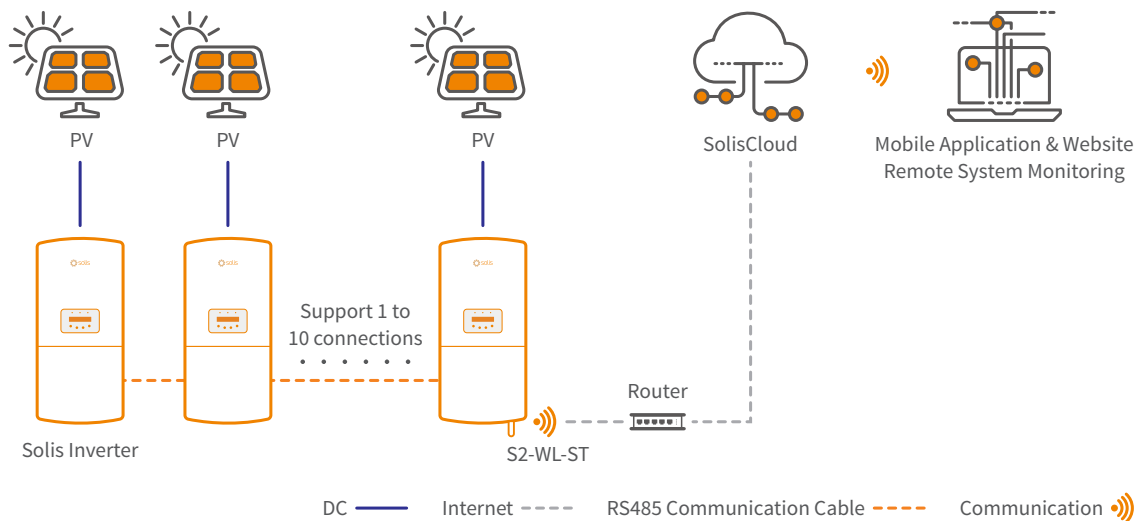 PV
PV
PV
SolisCloud
Mobile Application & Website
Remote System Monitoring
solis
solis
solis
Support 1 to
10 connections
Router
Solis Inverter
S2-WL-ST
DC
Internet
RS485 Communication Cable
Communication